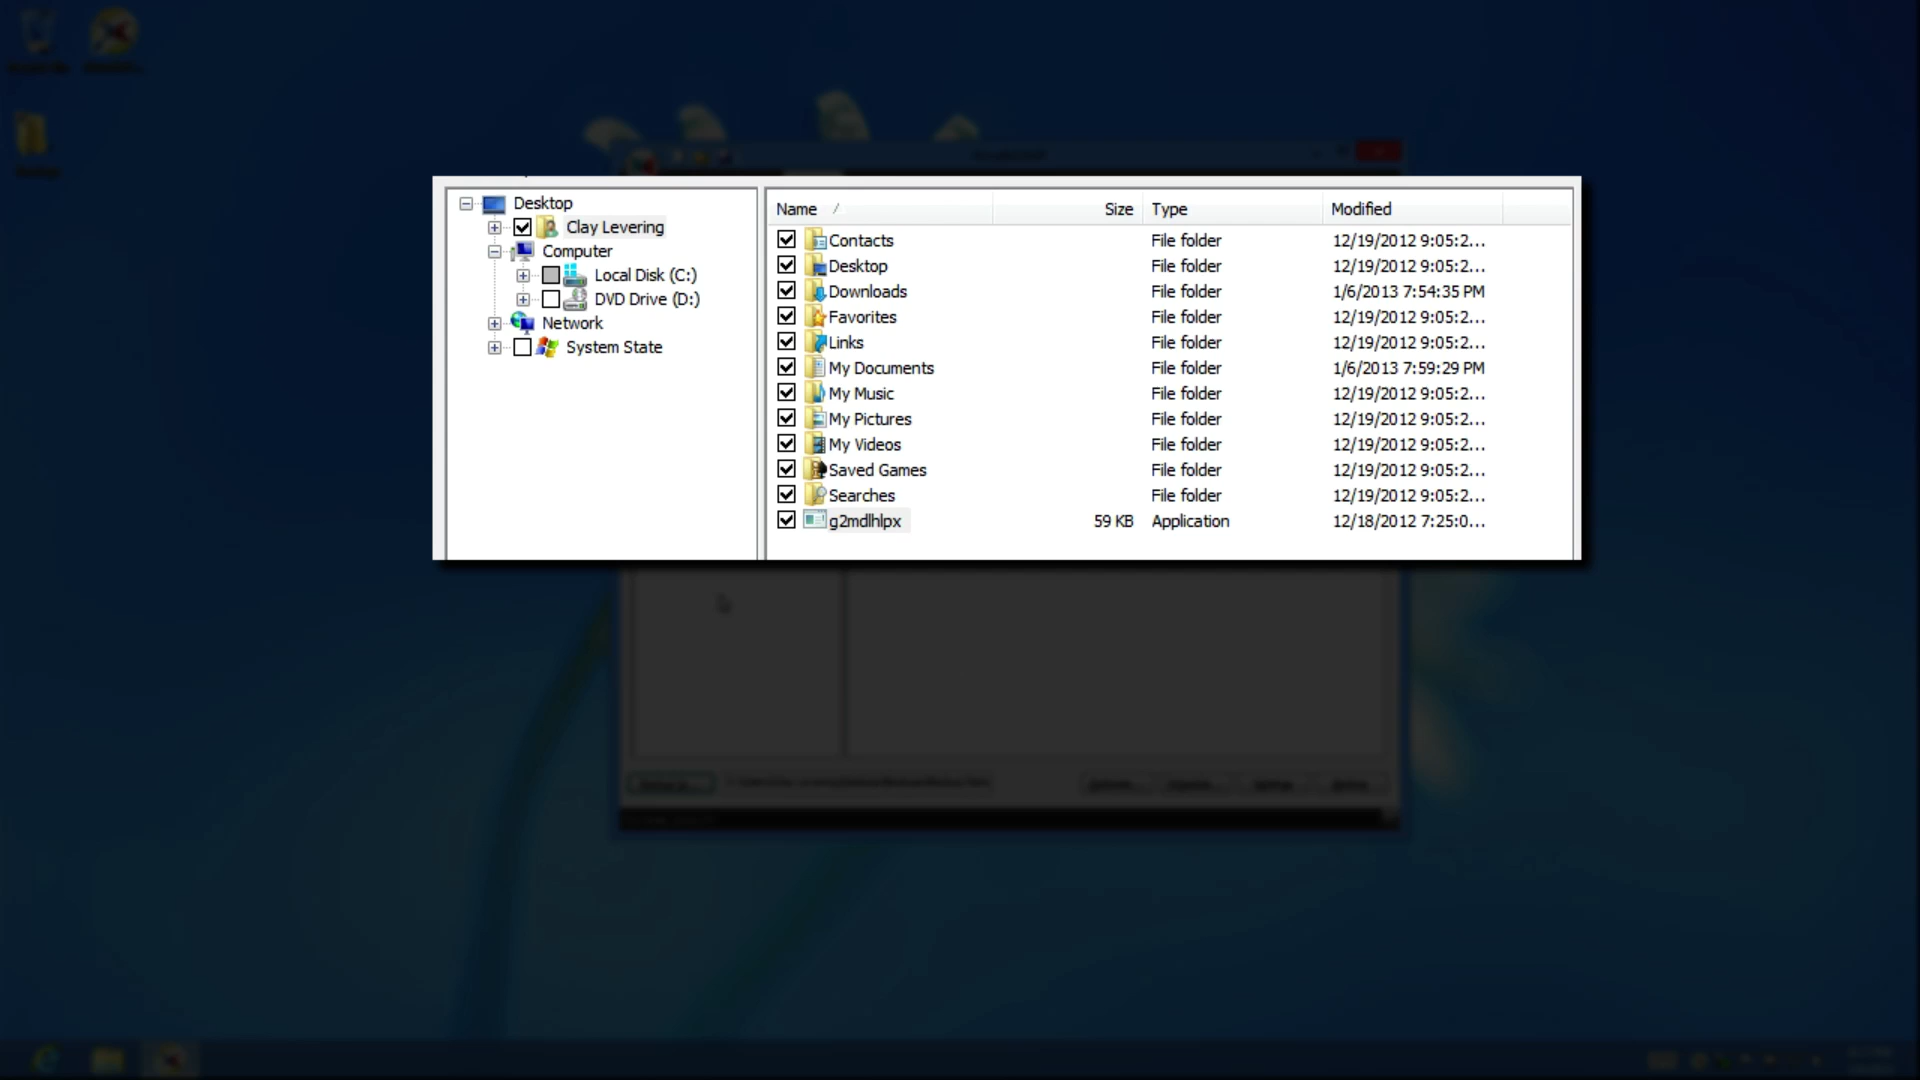 Desktop
Clay Levering
Computer
Local Disk (C:)
DVD Drive (D:)
Network
System State
Name Size Type Modified
Contacts File folder 12/19/2012 9:05:2...
Desktop File folder 12/19/2012 9:05:2...
Downloads File folder 1/6/2013 7:54:35 PM
Favorites File folder 12/19/2012 9:05:2...
Links File folder 12/19/2012 9:05:2...
My Documents File folder 1/6/2013 7:59:29 PM
My Music File folder 12/19/2012 9:05:2...
My Pictures File folder 12/19/2012 9:05:2...
My Videos File folder 12/19/2012 9:05:2...
Saved Games File folder 12/19/2012 9:05:2...
Searches File folder 12/19/2012 9:05:2...
g2mdlhlpx 59 KB Application 12/18/2012 7:25:0...